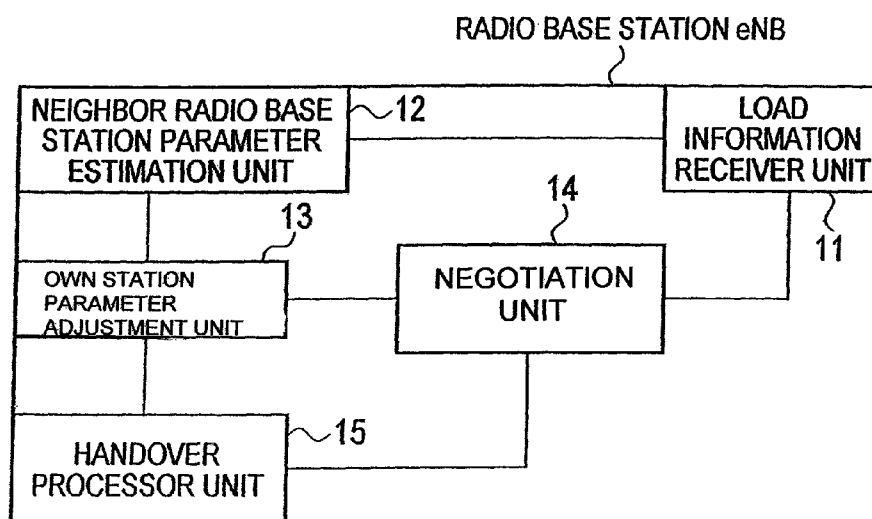 RADIO BASE STATION eNB
NEIGHBOR RADIO BASE
STATION PARAMETER
ESTIMATION UNIT
12
LOAD
INFORMATION
RECEIVER UNIT
11
13
14
OWN STATION
PARAMETER
ADJUSTMENT UNIT
NEGOTIATION
UNIT
15
HANDOVER
PROCESSOR UNIT